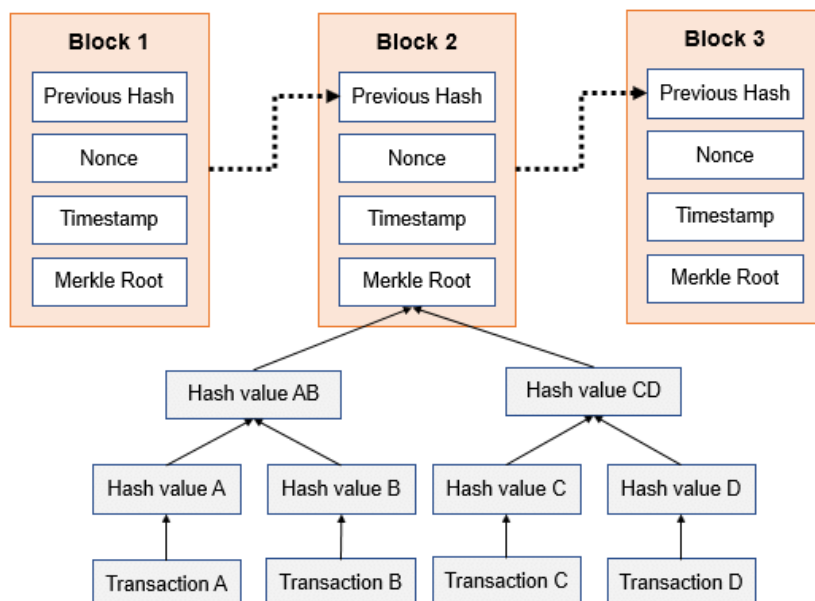 Block 1
Previous Hash
Nonce
Timestamp
Merkle Root
Block 2
Previous Hash
Nonce
Timestamp
Merkle Root
Block 3
Previous Hash
Nonce
Timestamp
Merkle Root
Hash value AB
Hash value CD
Hash value A
Hash value B
Hash value C
Hash value D
Transaction A
Transaction B
Transaction C
Transaction D